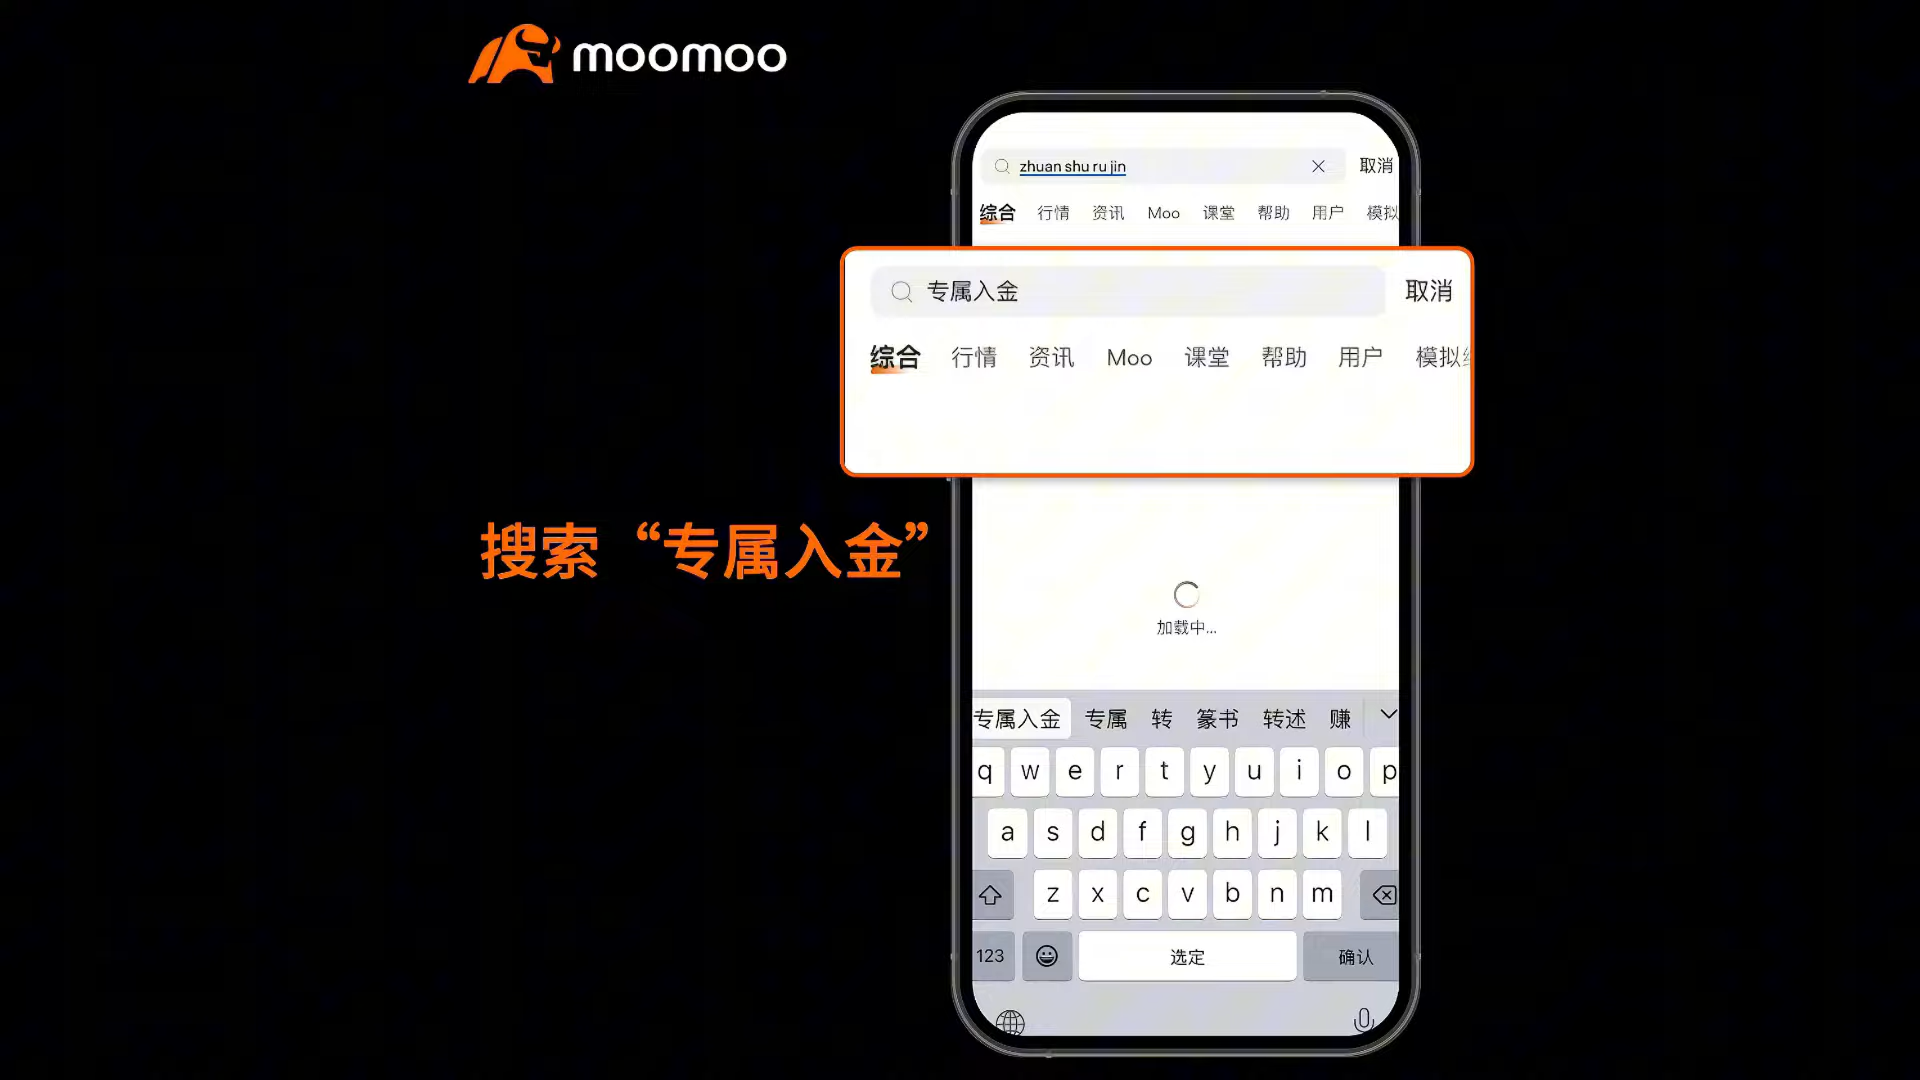 moomoo
zhuan shu ru jin 取消
综合 行情 资讯 Moo 课堂 帮助 用户 模拟
专属入金 取消
综合 行情 资讯 Moo 课堂 帮助 用户 模拟
搜索“专属入金”
加载中...
专属入金 专属 转 篆书 转述 赚
q w e r t y u i o p
a s d f g h j k l
z x c v b n m
123 选定 确认